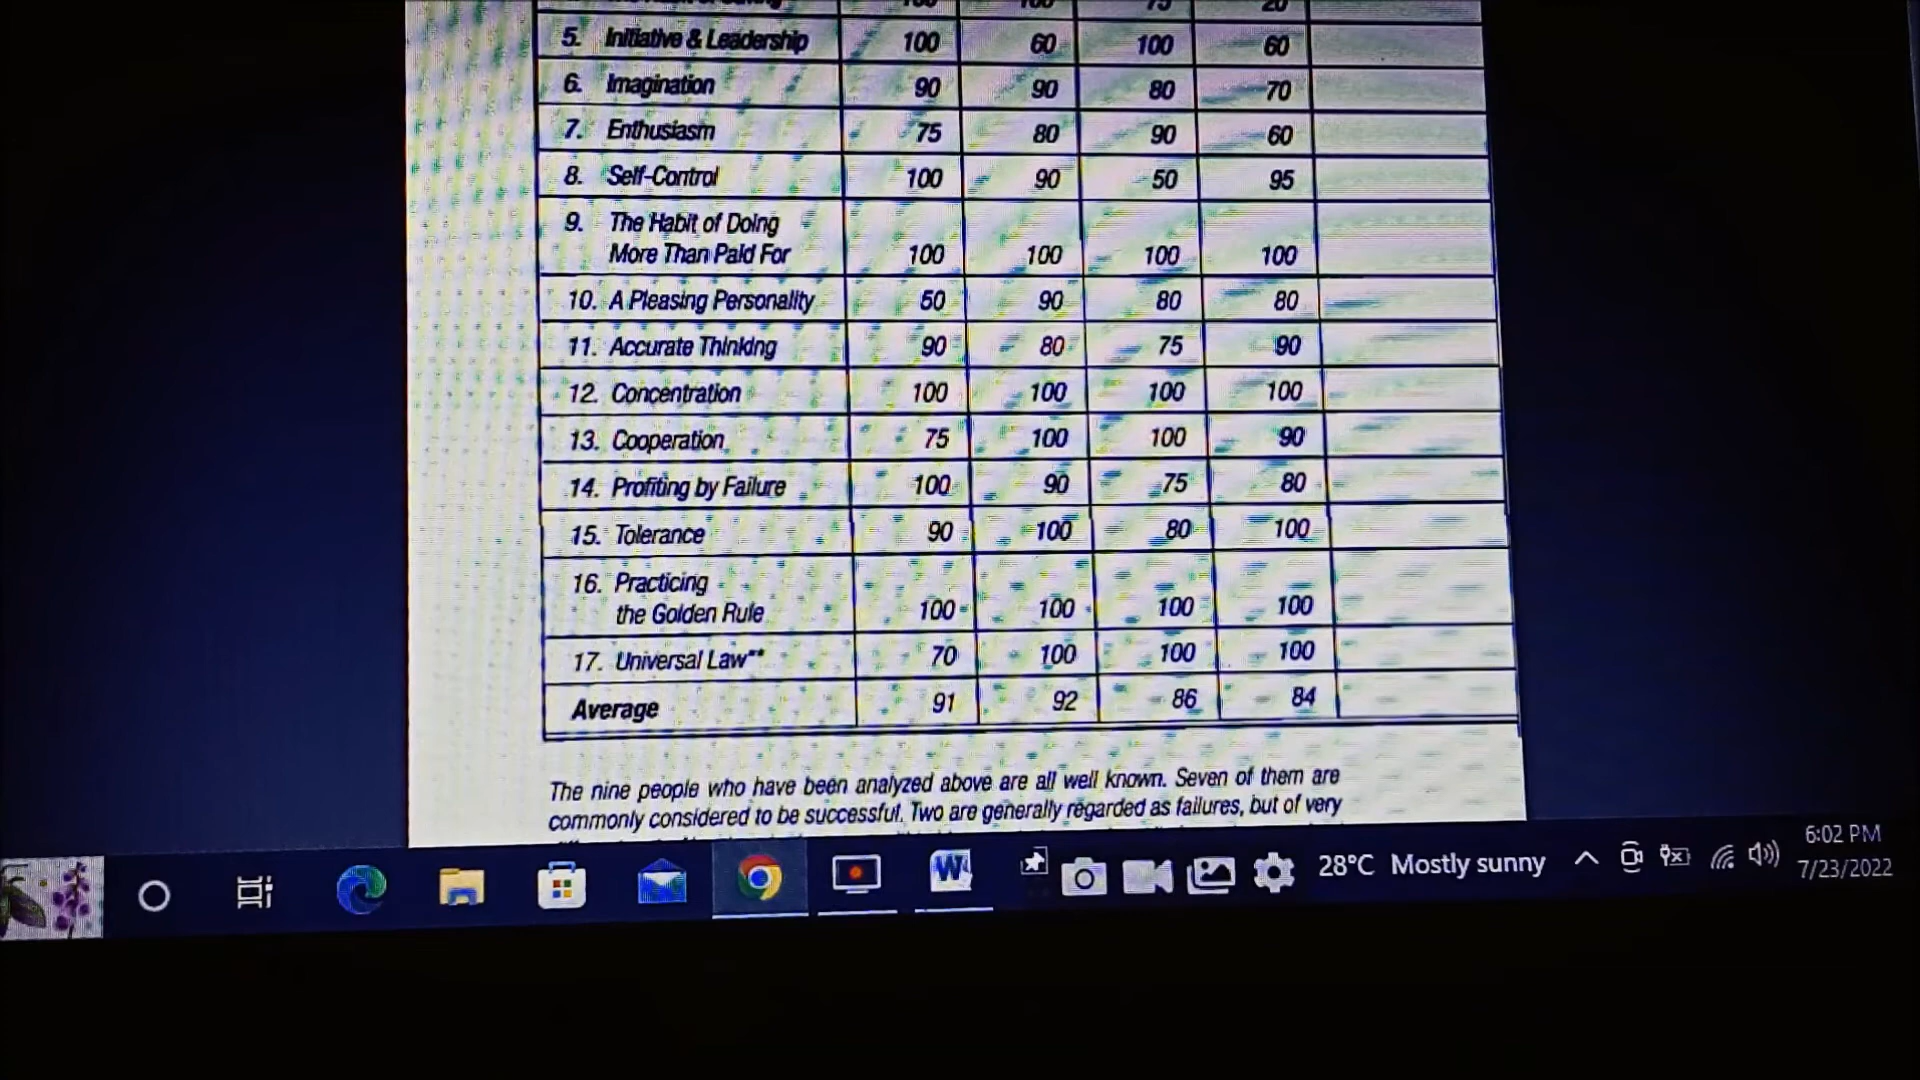 5. Initiative & Leadership 100 60 100 60
6. Imagination 90 90 80 70
7. Enthusiasm 75 80 90 60
8. Self-Control 100 90 50 95
9. The Habit of Doing
More Than Paid For 100 100 100 100
10. A Pleasing Personality 50 90 80 80
11. Accurate Thinking 90 80 75 90
12. Concentration 100 100 100 100
13. Cooperation 75 100 100 90
14. Profiting by Failure 100 90 75 80
15. Tolerance 90 100 80 100
16. Practicing
the Golden Rule 100 100 100 100
17. Universal Law** 70 100 100 100
Average 91 92 86 84
The nine people who have been analyzed above are all well known. Seven of them are
commonly considered to be successful. Two are generally regarded as failures, but of very
28°C Mostly sunny
6:02 PM
7/23/2022